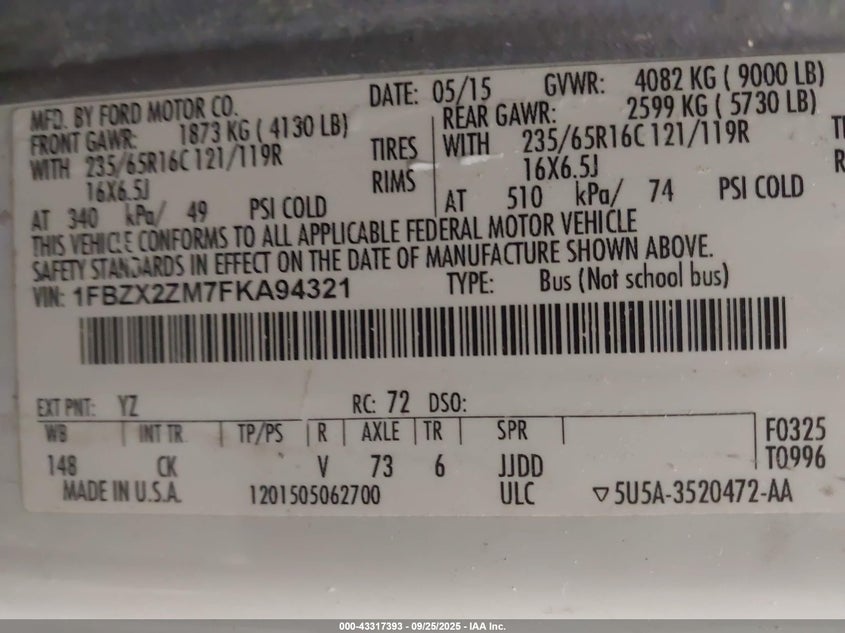 MFD. BY FORD MOTOR CO.
DATE: 05/15 GVWR: 4082 KG ( 9000 LB)
FRONT GAWR: 1873 KG ( 4130 LB)
REAR GAWR: 2599 KG ( 5730 LB)
WITH 235/65R16C 121/119R TIRES
WITH 235/65R16C 121/119R
16X6.5J RIMS
16X6.5J
AT 340 kPa/ 49 PSI COLD
AT 510 kPa/ 74 PSI COLD
THIS VEHICLE CONFORMS TO ALL APPLICABLE FEDERAL MOTOR VEHICLE
SAFETY STANDARDS IN EFFECT ON THE DATE OF MANUFACTURE SHOWN ABOVE.
VIN: 1FBZX2ZM7FKA94321 TYPE: Bus (Not school bus)
EXT PNT: YZ RC: 72 DSO:
WB INT TR TP/PS R AXLE TR SPR F0325
148 CK V 73 6 JJDD T0996
MADE IN U.S.A. 1201505062700 ULC ▽5U5A-3520472-AA
000-43317393 - 09/25/2025 - IAA Inc.